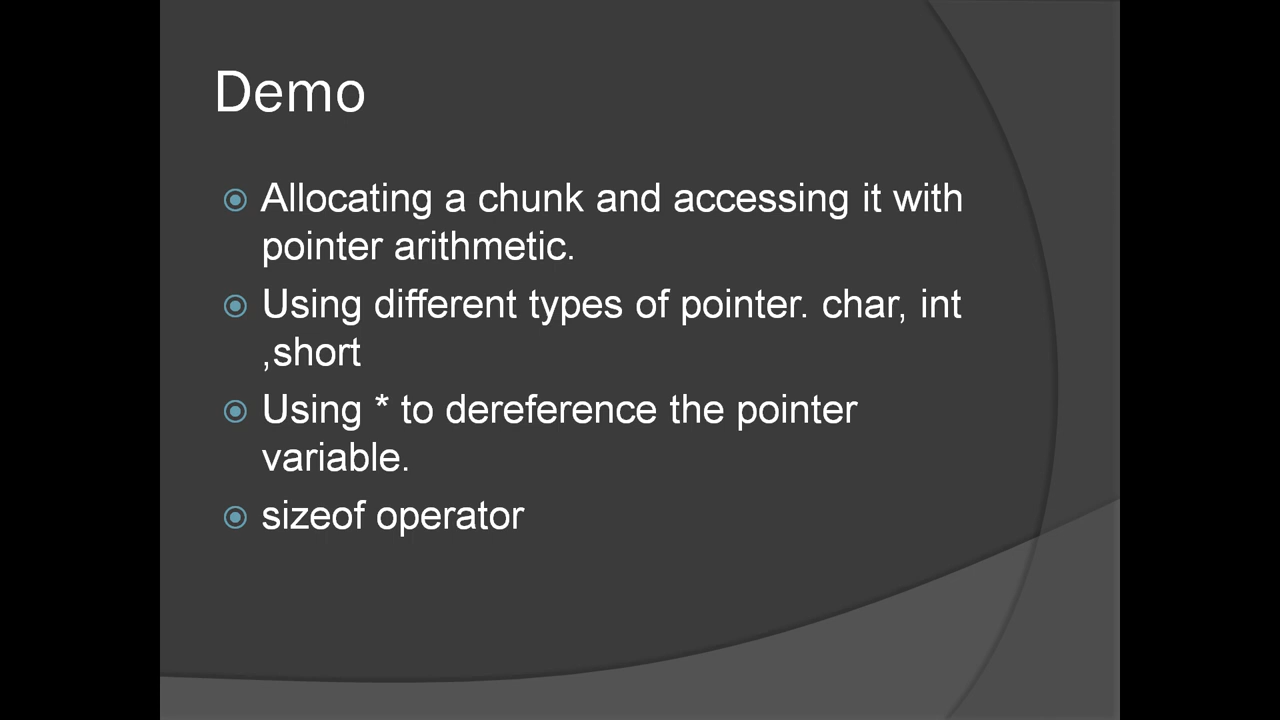 Demo
Allocating a chunk and accessing it with
pointer arithmetic.
Using different types of pointer. char, int
,short
Using * to dereference the pointer
variable.
sizeof operator